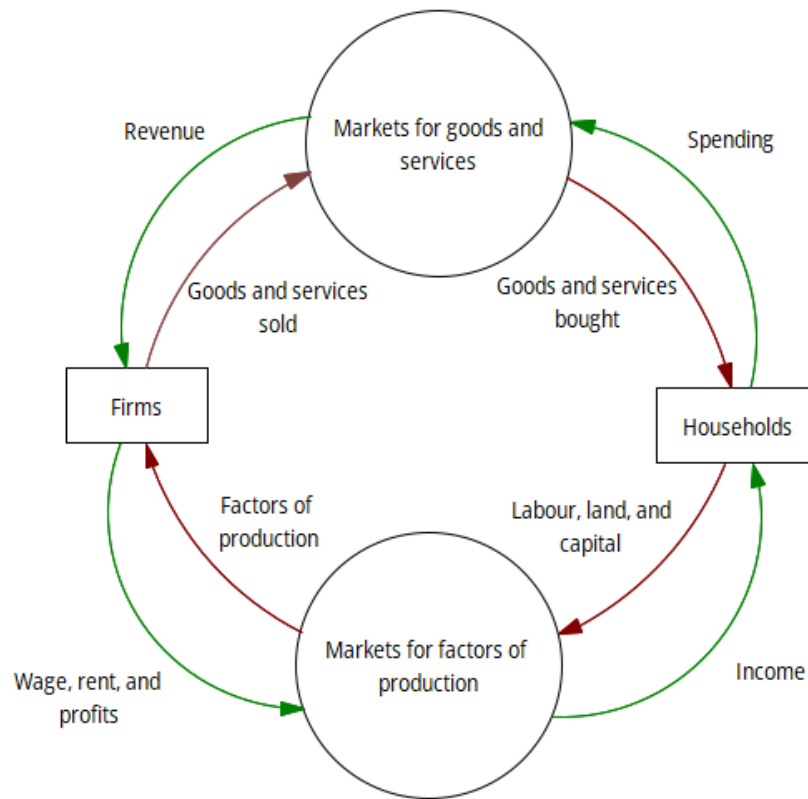 Markets for goods and
services
Revenue
Spending
Goods and services
sold
Goods and services
bought
Firms
Households
Factors of
production
Labour, land, and
capital
Markets for factors of
production
Wage, rent, and
profits
Income